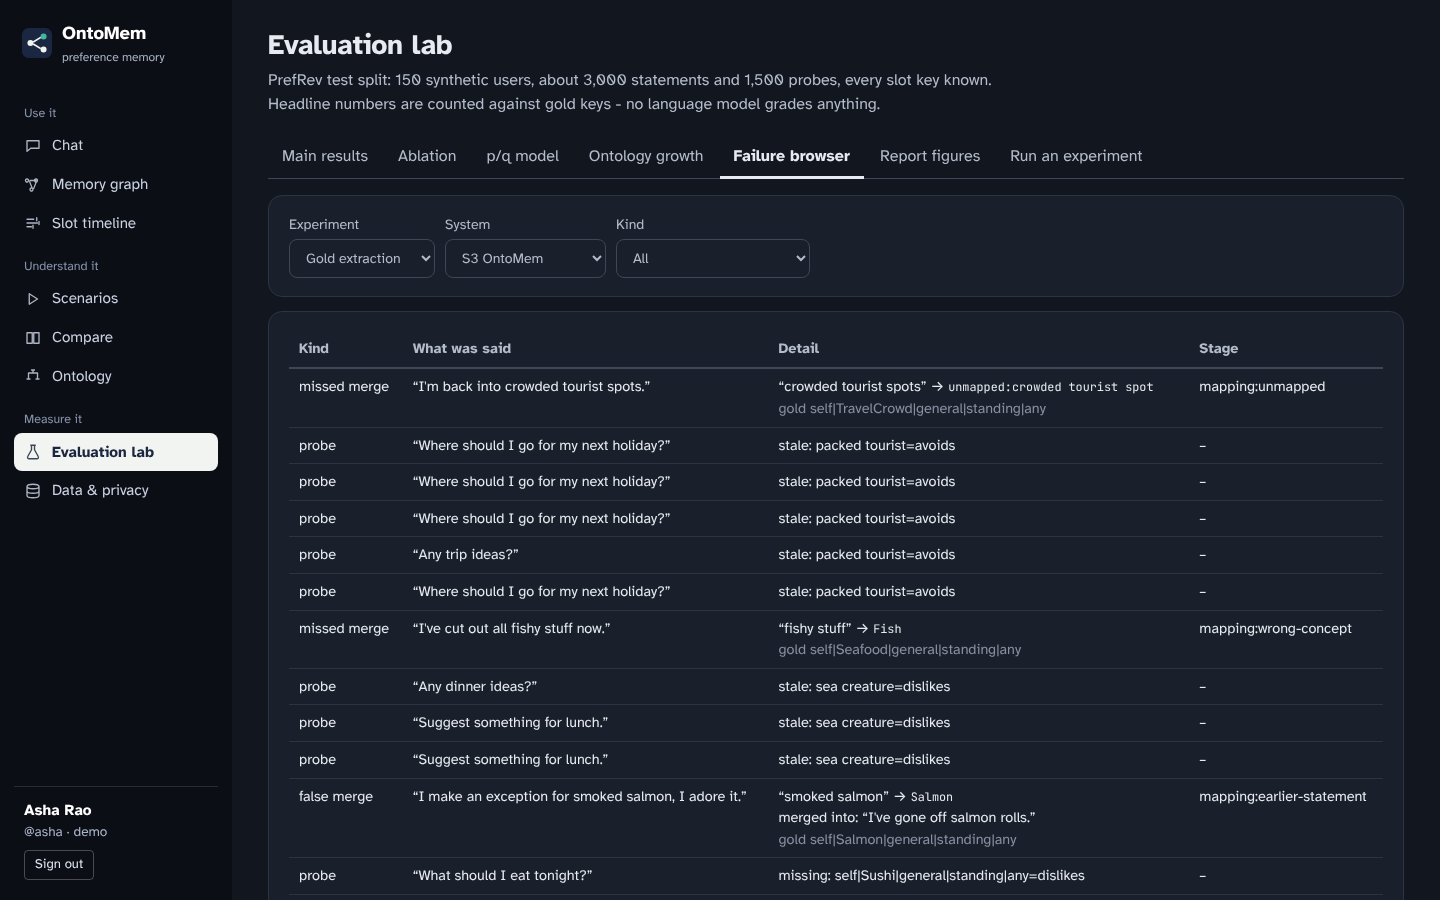 OntoMem
preference memory
Use it
Chat
Memory graph
Slot timeline
Understand it
Scenarios
Compare
Ontology
Measure it
Evaluation lab
Data & privacy
Asha Rao
@asha · demo
Sign out
Evaluation lab
PrefRev test split: 150 synthetic users, about 3,000 statements and 1,500 probes, every slot key known.
Headline numbers are counted against gold keys - no language model grades anything.
Main results Ablation p/q model Ontology growth Failure browser Report figures Run an experiment
Experiment System Kind
Gold extraction S3 OntoMem All
Kind What was said Detail Stage
missed merge “I'm back into crowded tourist spots.” “crowded tourist spots” → unmapped:crowded tourist spot mapping:unmapped
gold self|TravelCrowd|general|standing|any
probe “Where should I go for my next holiday?” stale: packed tourist=avoids –
probe “Where should I go for my next holiday?” stale: packed tourist=avoids –
probe “Where should I go for my next holiday?” stale: packed tourist=avoids –
probe “Any trip ideas?” stale: packed tourist=avoids –
probe “Where should I go for my next holiday?” stale: packed tourist=avoids –
missed merge “I've cut out all fishy stuff now.” “fishy stuff” → Fish mapping:wrong-concept
gold self|Seafood|general|standing|any
probe “Any dinner ideas?” stale: sea creature=dislikes –
probe “Suggest something for lunch.” stale: sea creature=dislikes –
probe “Suggest something for lunch.” stale: sea creature=dislikes –
false merge “I make an exception for smoked salmon, I adore it.” “smoked salmon” → Salmon mapping:earlier-statement
merged into: “I've gone off salmon rolls.”
gold self|Salmon|general|standing|any
probe “What should I eat tonight?” missing: self|Sushi|general|standing|any=dislikes –